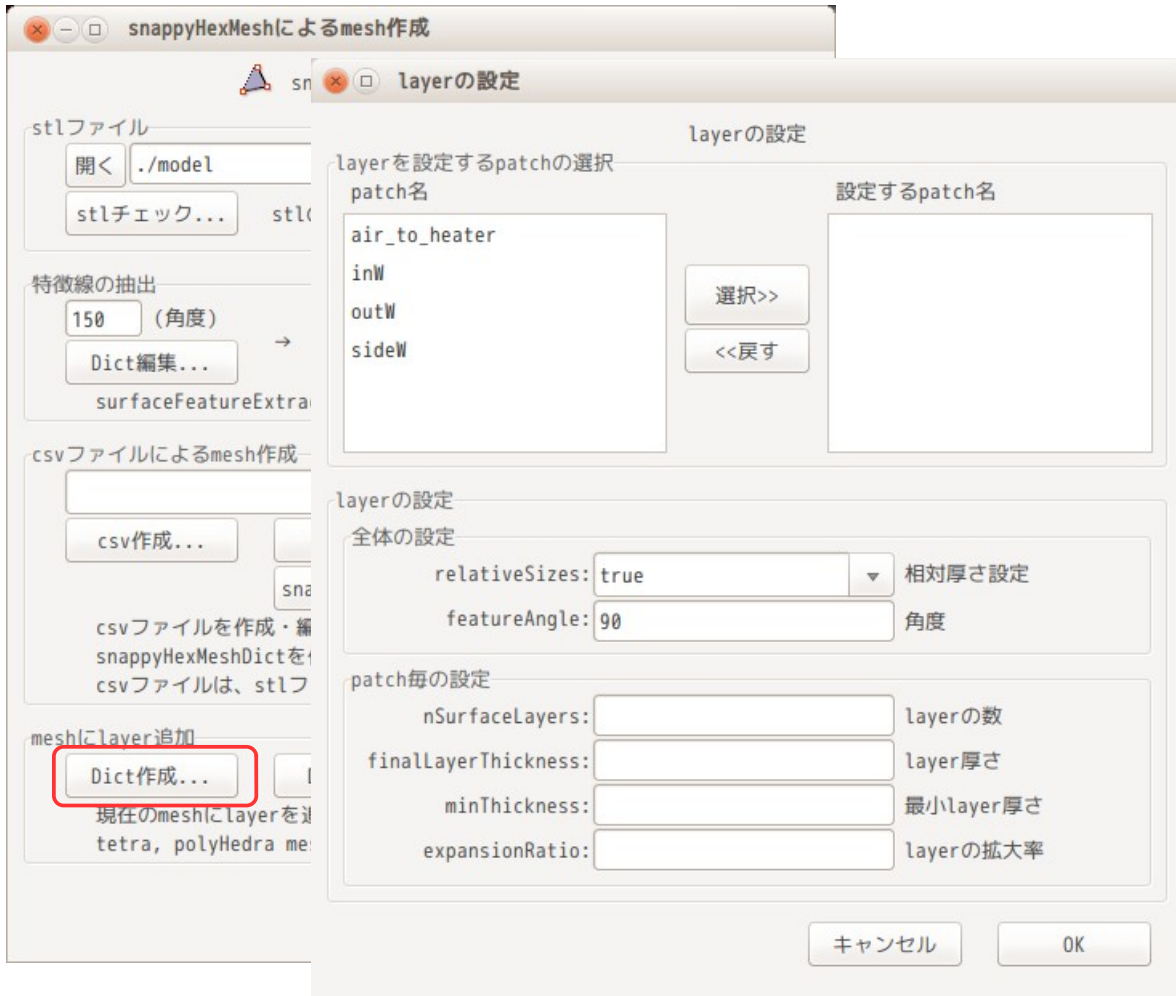 snappyHexMeshによるmesh作成
stlファイル
開く ./model
stlチェック...
特徴線の抽出
150 (角度)
→
Dict編集...
csvファイルによるmesh作成
csv作成...
csvファイルを作成・編
snappyHexMeshDictを
csvファイルは、stlフ
meshにlayer追加
Dict作成...
現在のmeshにlayerを追
tetra, polyHedra
layerの設定
layerの設定
layerを設定するpatchの選択
patch名
設定するpatch名
air_to_heater
inW
outW
sideW
選択>>
<<戻す
layerの設定
全体の設定
relativeSizes: true 相対厚さ設定
featureAngle: 90 角度
patch毎の設定
nSurfaceLayers: layerの数
finalLayerThickness: layer厚さ
minThickness: 最小layer厚さ
expansionRatio: layerの拡大率
キャンセル OK